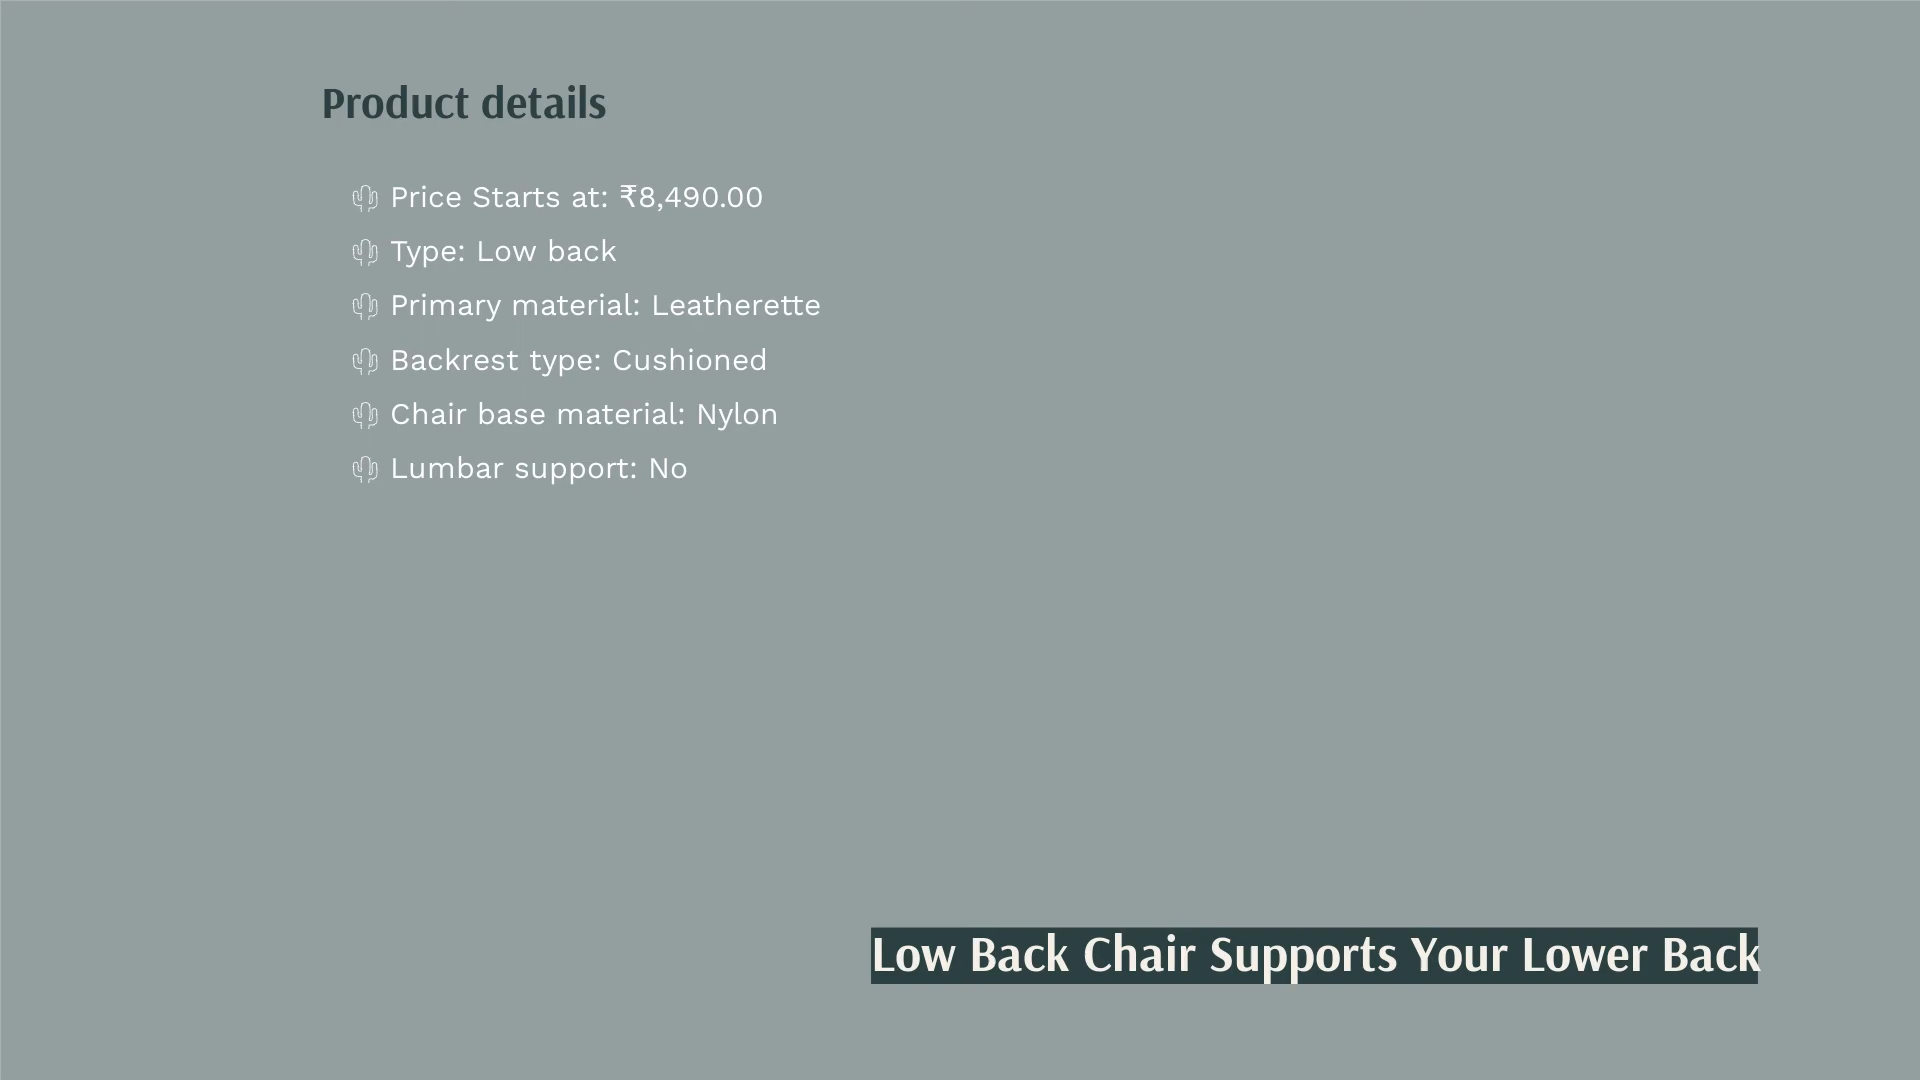 Product details
Price Starts at: ₹8,490.00
Type: Low back
Primary material: Leatherette
Backrest type: Cushioned
Chair base material: Nylon
Lumbar support: No
Low Back Chair Supports Your Lower Back